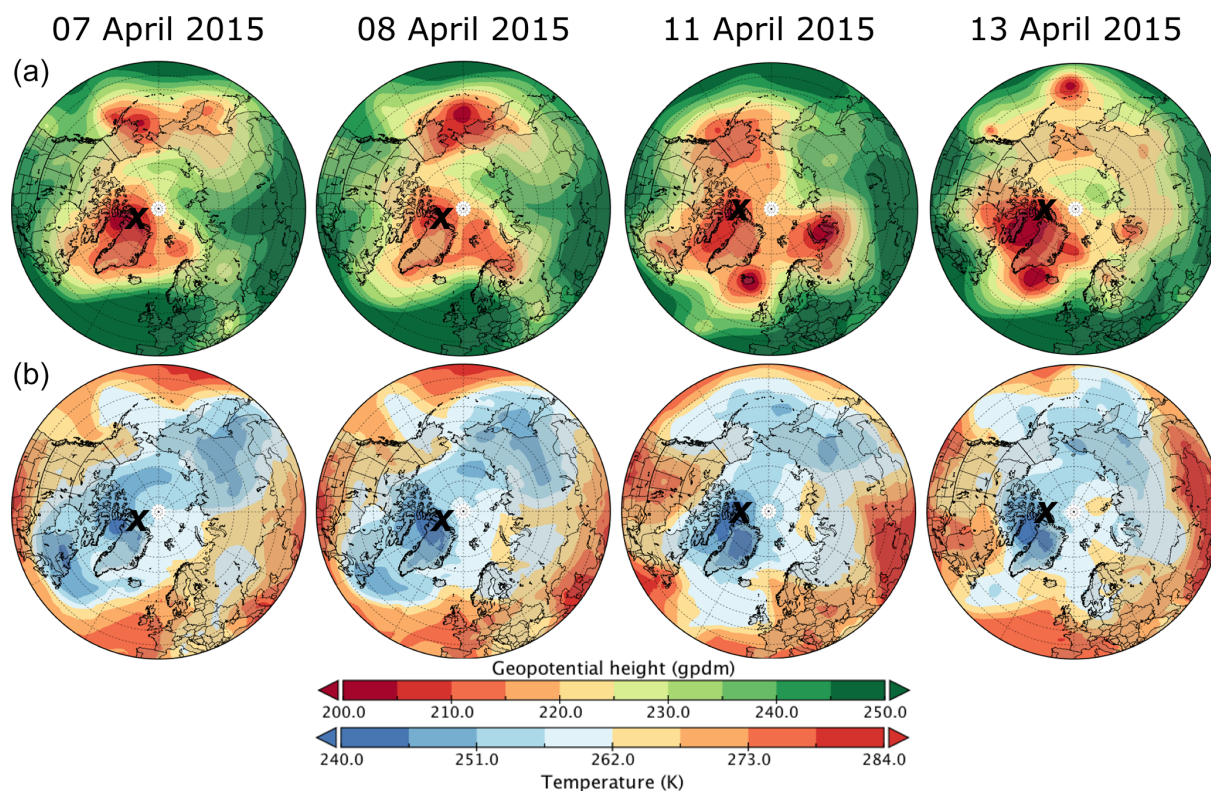 07 April 2015 08 April 2015 11 April 2015 13 April 2015
(a)
x x x x
(b)
x x x x
Geopotential height (gpdm)
200.0 210.0 220.0 230.0 240.0 250.0
240.0 251.0 262.0 273.0 284.0
Temperature (K)